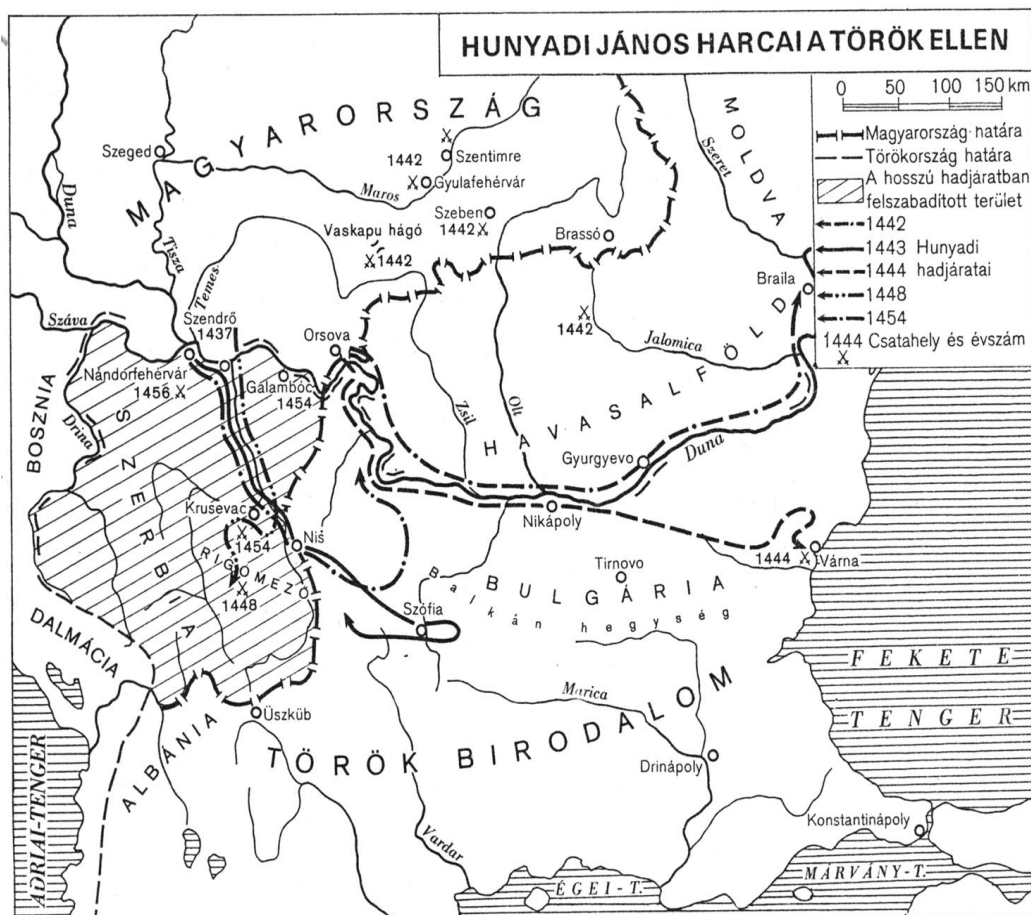 HUNYADI JÁNOS HARCAI A TÖRÖK ELLEN
0 50 100 150 km
Magyarország határa
Törökország határa
A hosszú hadjáratban
felszabadított terület
1442
1443 Hunyadi
1444 hadjáratai
1448
1454
1444 Csatahely és évszám
MAGYARORSZÁG
MOLDVA
Szeret
Szeged
Duna
Tisza
Maros
1442
Szentimre
Gyulafehérvár
Szeben
1442
Vaskapu hágó
1442
Brassó
Braila
Temes
Száva
Szendrő
1437
Orsova
1442
Jalomica
Nándorfehérvár
1456
Galambóc
1454
Zsil
Olt
HAVASALFÖLD
BOSZNIA
Drina
SZERBIA
Gyurgyevo
Duna
Nikápoly
Krusevac
1454
Niš
RIGÓMEZŐ
1448
1444
Várna
Tirnovo
BULGÁRIA
Balkán hegység
Szófia
DALMÁCIA
FEKETE
TENGER
Marica
Üszküb
ALBÁNIA
TÖRÖK BIRODALOM
Drinápoly
Konstantinápoly
Vardar
ADRIAI-TENGER
ÉGEI-T.
MÁRVÁNY-T.